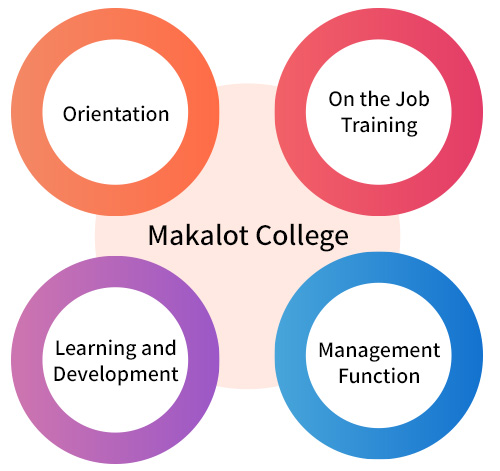 Orientation
On the Job
Training
Makalot College
Learning and
Development
Management
Function